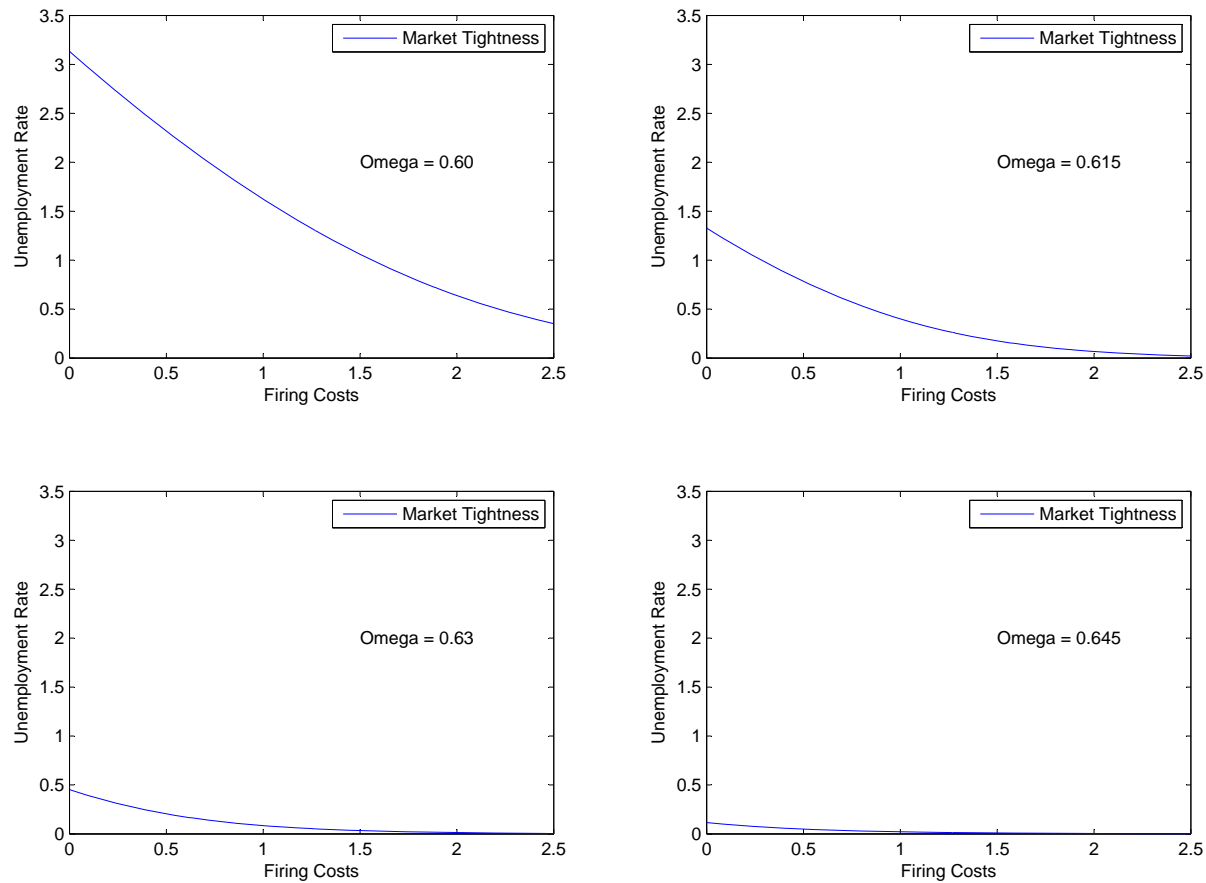 3.5
3
2.5
2
1.5
1
0.5
0
Unemployment Rate
Market Tightness
Omega = 0.60
0 0.5 1 1.5 2 2.5
Firing Costs
3.5
3
2.5
2
1.5
1
0.5
0
Unemployment Rate
Market Tightness
Omega = 0.615
0 0.5 1 1.5 2 2.5
Firing Costs
3.5
3
2.5
2
1.5
1
0.5
0
Unemployment Rate
Market Tightness
Omega = 0.63
0 0.5 1 1.5 2 2.5
Firing Costs
3.5
3
2.5
2
1.5
1
0.5
0
Unemployment Rate
Market Tightness
Omega = 0.645
0 0.5 1 1.5 2 2.5
Firing Costs